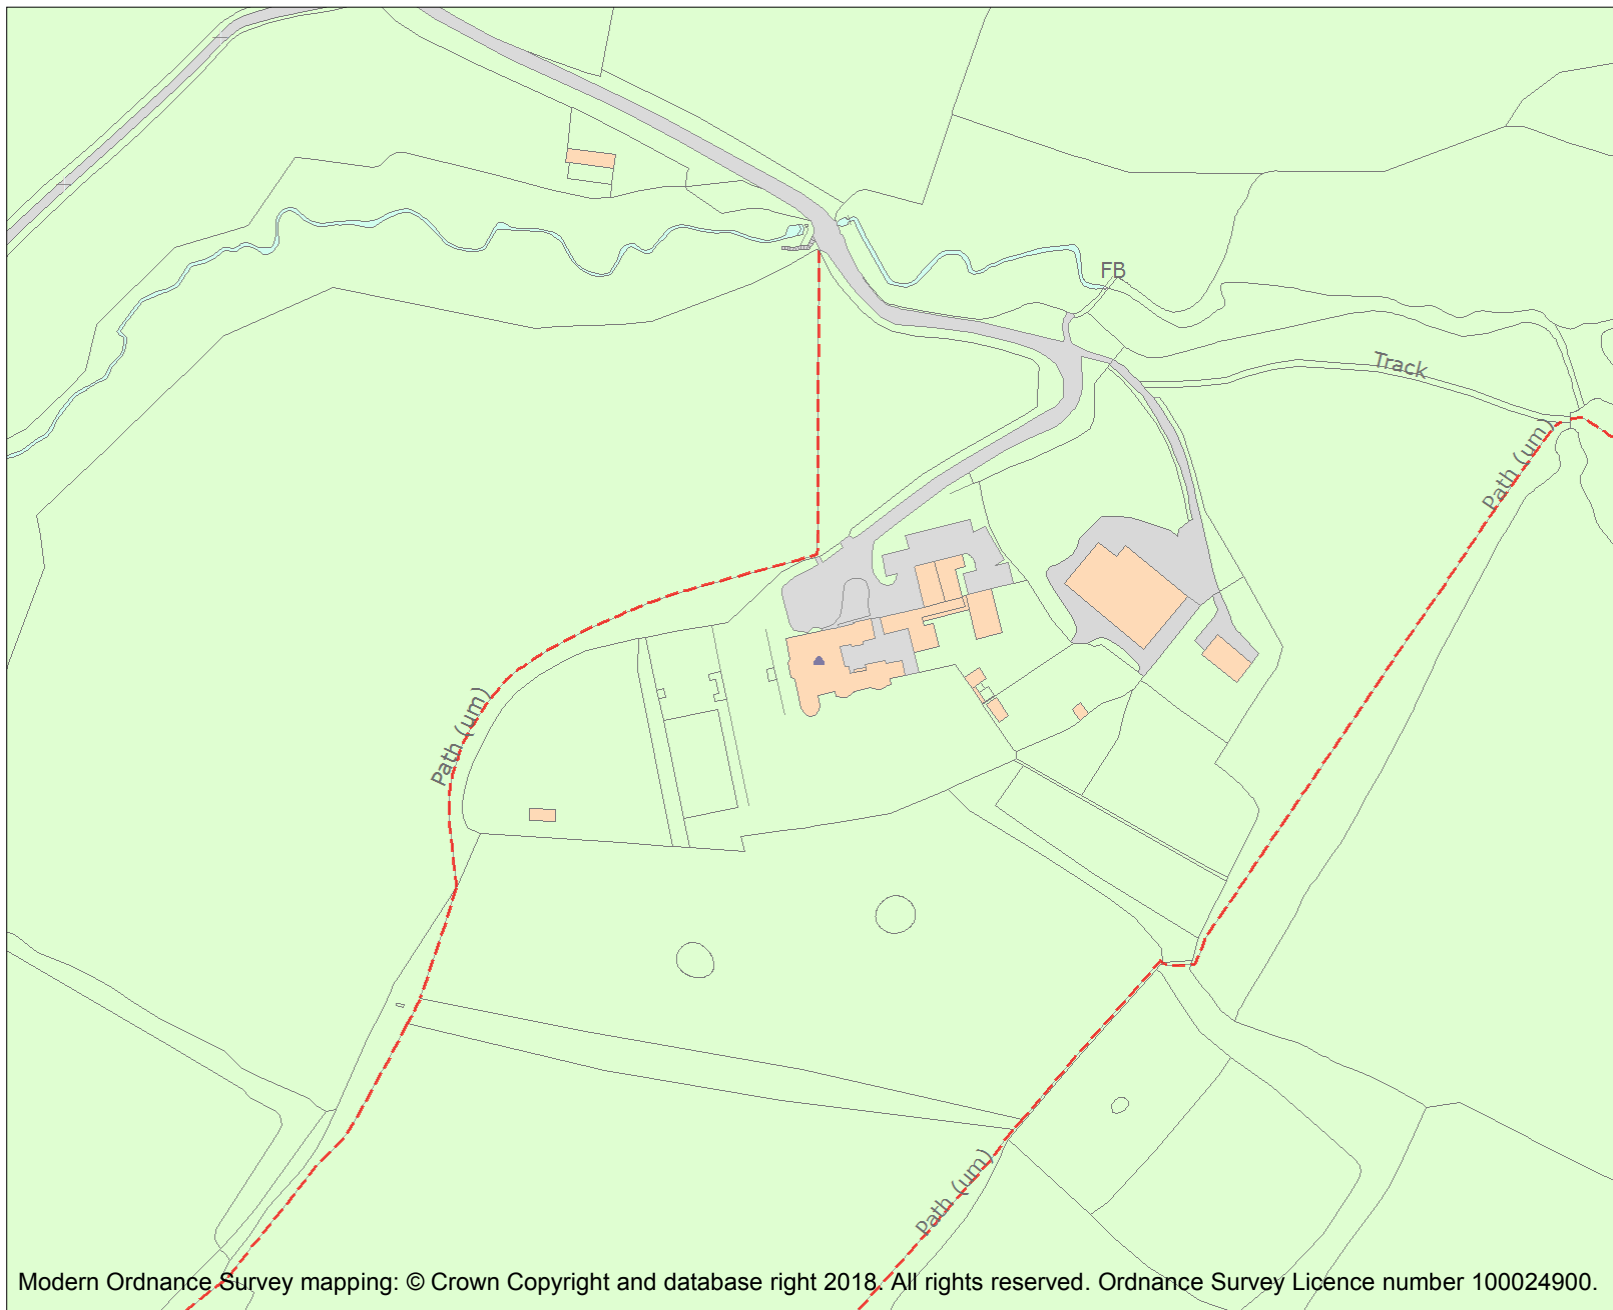 FB
Track
Path (um)
Path (um)
Path (um)
Modern Ordnance Survey mapping: © Crown Copyright and database right 2018. All rights reserved. Ordnance Survey Licence number 100024900.